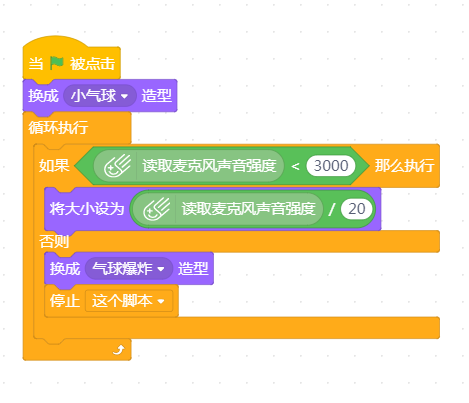 当 被点击
换成 小气球 造型
循环执行
如果 读取麦克风声音强度 < 3000 那么执行
将大小设为 读取麦克风声音强度 / 20
否则
换成 气球爆炸 造型
停止 这个脚本